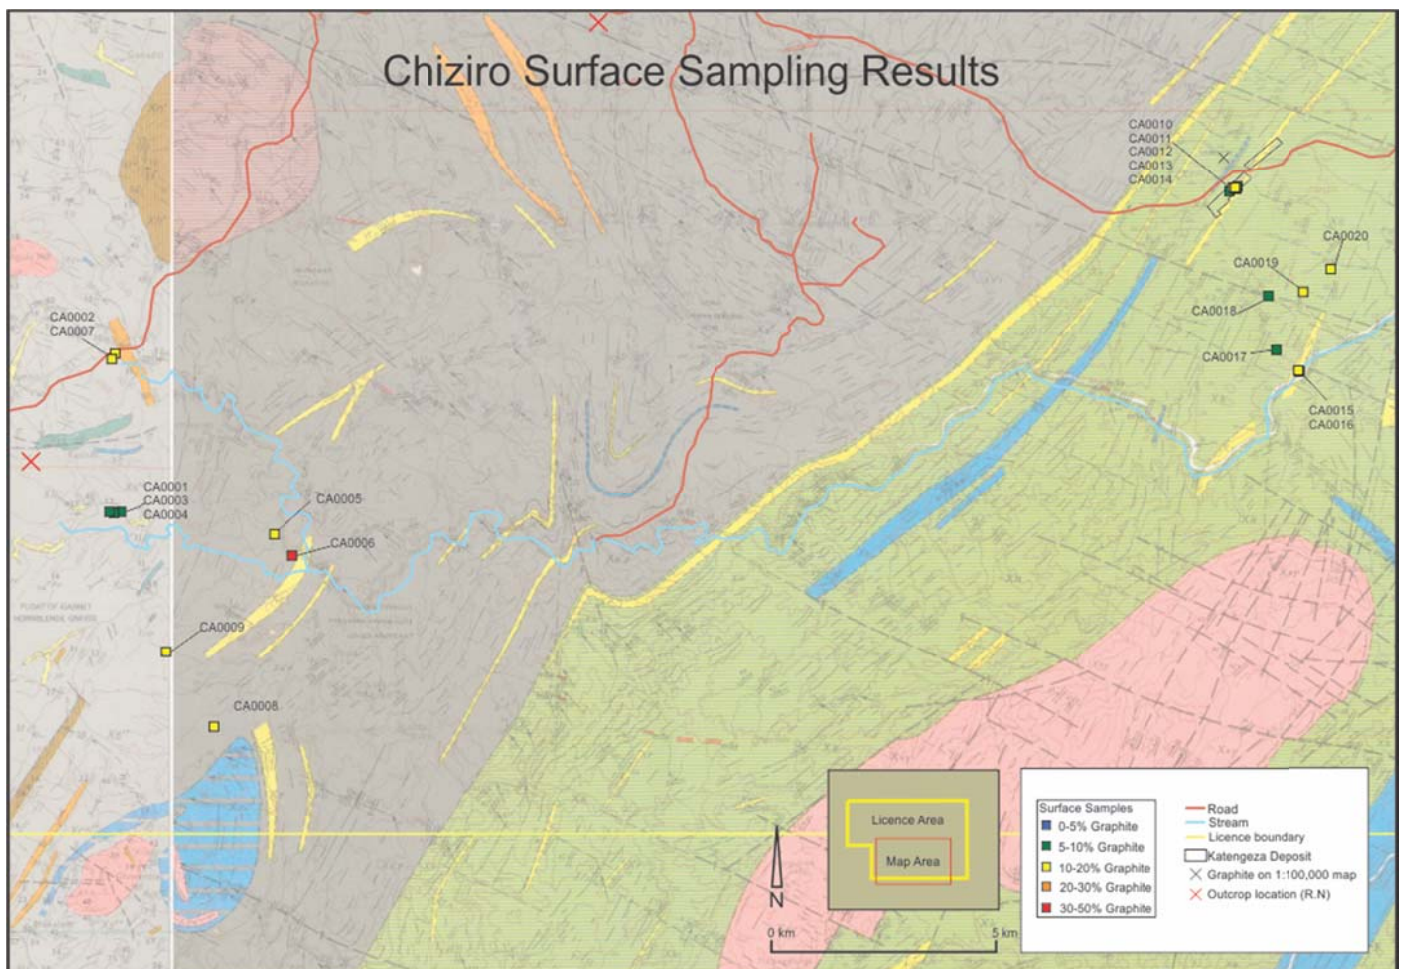 Chiziro Surface Sampling Results
CA0010
CA0011
CA0012
CA0013
CA0014
CA0020
CA0019
CA0018
CA0017
CA0015
CA0016
CA0002
CA0007
CA0001
CA0003
CA0004
CA0005
CA0006
CA0009
CA0008
Licence Area
Map Area
N
0 km
5 km
Surface Samples
0-5% Graphite
5-10% Graphite
10-20% Graphite
20-30% Graphite
30-50% Graphite
Road
Stream
Licence boundary
Katengeza Deposit
Graphite on 1:100,000 map
Outcrop location (R.N)